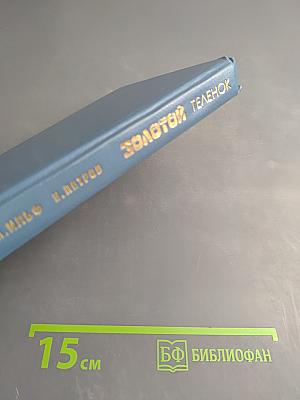 И. ИЛЬФ Е. ПЕТРОВ ЗОЛОТОЙ ТЕЛЕНОК
15 см
БФ БИБЛИОФАН